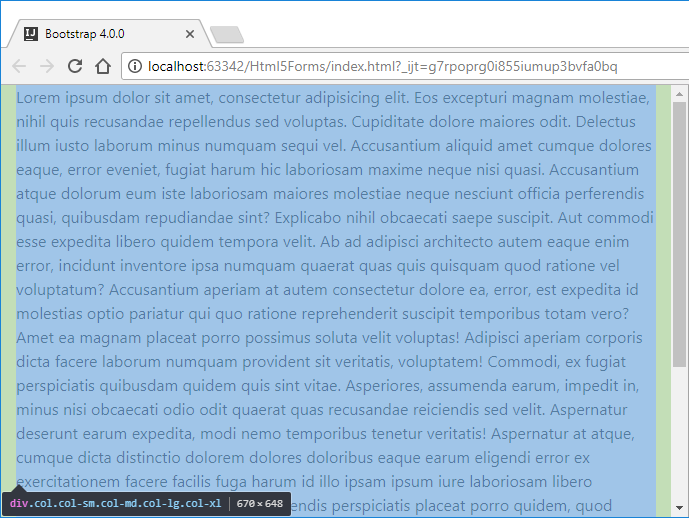 Bootstrap 4.0.0
localhost:63342/Html5Forms/index.html?_ijt=g7rpoprg0i855iumup3bvfa0bq
Lorem ipsum dolor sit amet, consectetur adipisicing elit. Eos excepturi magnam molestiae,
nihil quis recusandae repellendus sed voluptas. Cupiditate dolore maiores odit. Delectus
illum iusto laborum minus numquam sequi vel. Accusantium aliquid amet cumque dolores
eaque, error eveniet, fugiat harum hic laboriosam maxime neque nisi quasi. Accusantium
atque dolorum eum iste laboriosam maiores molestiae neque nesciunt officia perferendis
quasi, quibusdam repudiandae sint? Explicabo nihil obcaecati saepe suscipit. Aut commodi
esse expedita libero quidem tempora velit. Ab ad adipisci architecto autem eaque enim
error, incidunt inventore ipsa numquam quaerat quas quis quisquam quod ratione vel
voluptatum? Accusantium aperiam at autem consectetur dolore ea, error, est expedita id
molestias optio pariatur qui quo ratione reprehenderit suscipit temporibus totam vero?
Amet ea magnam placeat porro possimus soluta velit voluptas! Adipisci aperiam corporis
dicta facere laborum numquam provident sit veritatis, voluptatem! Commodi, ex fugiat
perspiciatis quibusdam quidem quis sint vitae. Asperiores, assumenda earum, impedit in,
minus nisi obcaecati odio odit quaerat quas recusandae reiciendis sed velit. Aspernatur
deserunt earum expedita, modi nemo temporibus tenetur veritatis! Aspernatur at atque,
cumque dicta distinctio dolorem dolores doloribus eaque earum eligendi error ex
exercitationem facere facilis fuga harum id illo ipsam ipsum iure laboriosam libero
div.col.col-sm.col-md.col-lg.col-xl 670×648
endis perspiciatis placeat porro quidem, quod